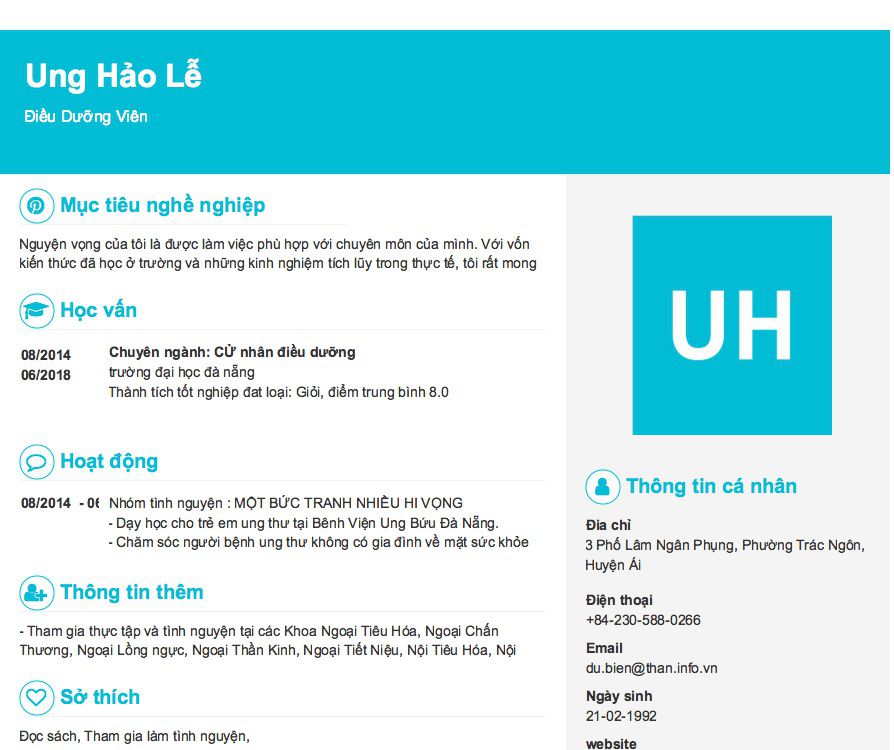 Ung Hảo Lễ
Điều Dưỡng Viên
Mục tiêu nghề nghiệp
Nguyện vọng của tôi là được làm việc phù hợp với chuyên môn của mình. Với vốn
kiến thức đã học ở trường và những kinh nghiệm tích lũy trong thực tế, tôi rất mong
Học vấn
08/2014
06/2018
Chuyên ngành: CỬ nhân điều dưỡng
trường đại học đà nẵng
Thành tích tốt nghiệp đat loại: Giỏi, điểm trung bình 8.0
Hoạt động
08/2014 - 06
Nhóm tình nguyện : MỘT BỨC TRANH NHIỀU HI VỌNG
- Dạy học cho trẻ em ung thư tại Bênh Viện Ung Bứu Đà Nẵng.
- Chăm sóc người bệnh ung thư không có gia đình về mặt sức khỏe
Thông tin thêm
- Tham gia thực tập và tình nguyện tại các Khoa Ngoại Tiêu Hóa, Ngoại Chấn
Thương, Ngoại Lồng ngực, Ngoại Thần Kinh, Ngoại Tiết Niệu, Nội Tiêu Hóa, Nội
Sở thích
Đọc sách, Tham gia làm tình nguyện,
UH
Thông tin cá nhân
Đia chỉ
3 Phố Lâm Ngân Phụng, Phường Trác Ngôn,
Huyện Ái
Điện thoại
+84-230-588-0266
Email
du.bien@than.info.vn
Ngày sinh
21-02-1992
website